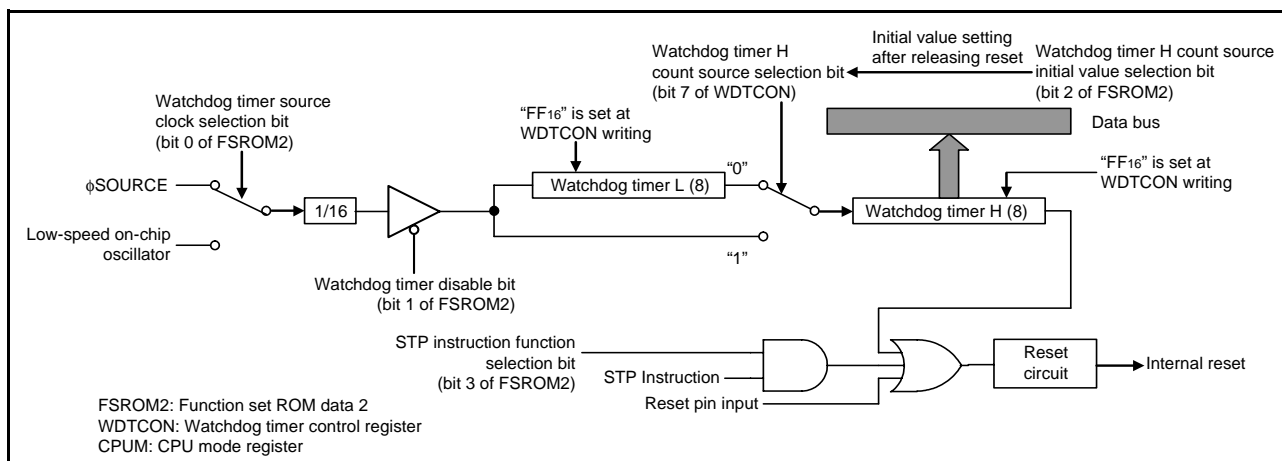 Initial value setting
after releasing reset
Watchdog timer H
count source selection bit
(bit 7 of WDTCON)
Watchdog timer H count source
initial value selection bit
(bit 2 of FSROM2)
Watchdog timer source
clock selection bit
(bit 0 of FSROM2)
“FF16” is set at
WDTCON writing
Data bus
“FF16” is set at
WDTCON writing
φSOURCE
1/16
Watchdog timer L (8)
“0”
Watchdog timer H (8)
Low-speed on-chip
oscillator
“1”
Watchdog timer disable bit
(bit 1 of FSROM2)
STP instruction function
selection bit
(bit 3 of FSROM2)
STP Instruction
Reset pin input
Reset
circuit
Internal reset
FSROM2: Function set ROM data 2
WDTCON: Watchdog timer control register
CPUM: CPU mode register